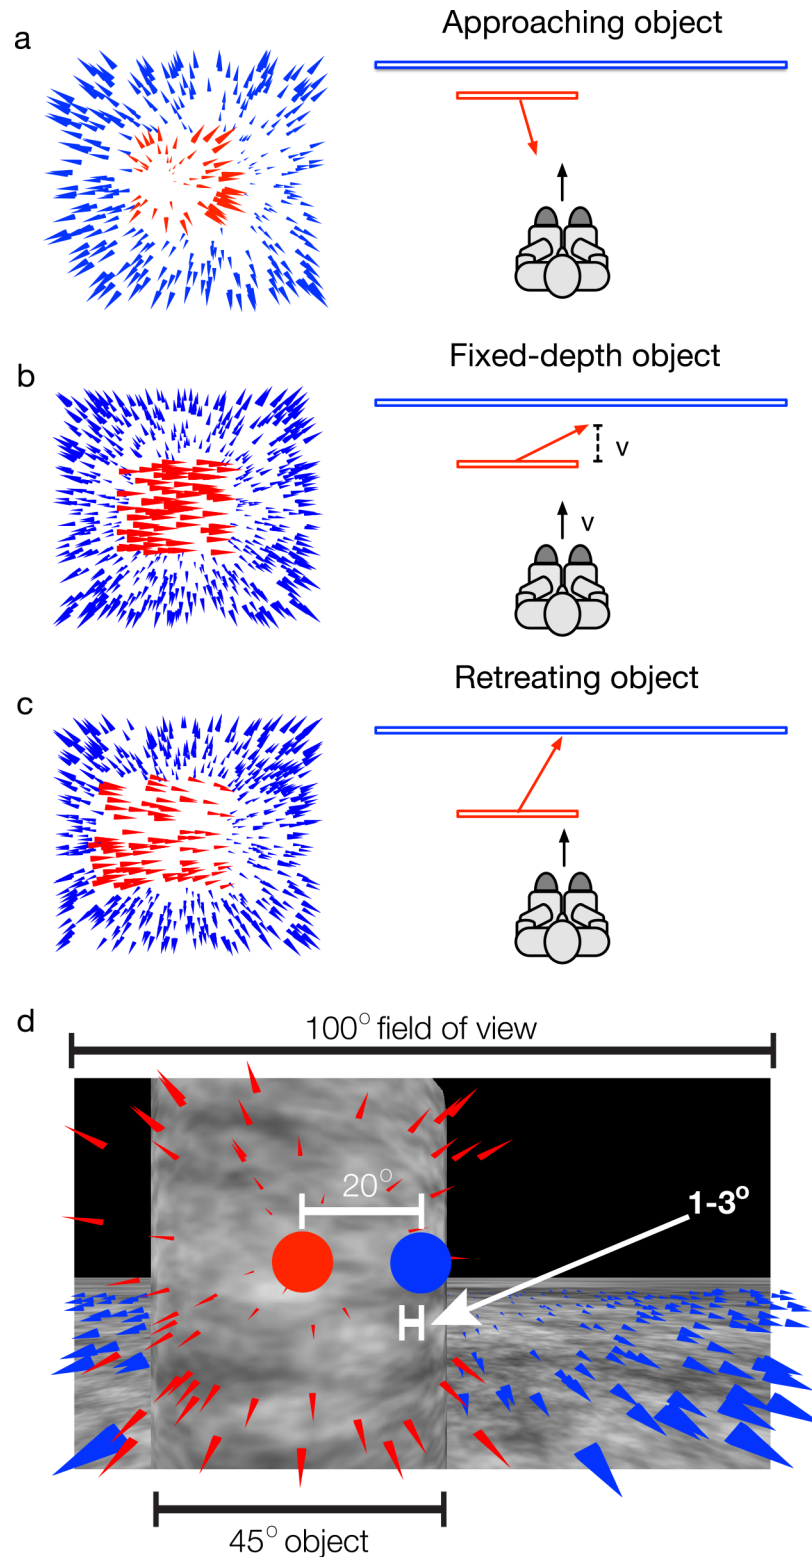 a
Approaching object
b
Fixed-depth object
v
v
c
Retreating object
d
100° field of view
20°
1-3°
45° object